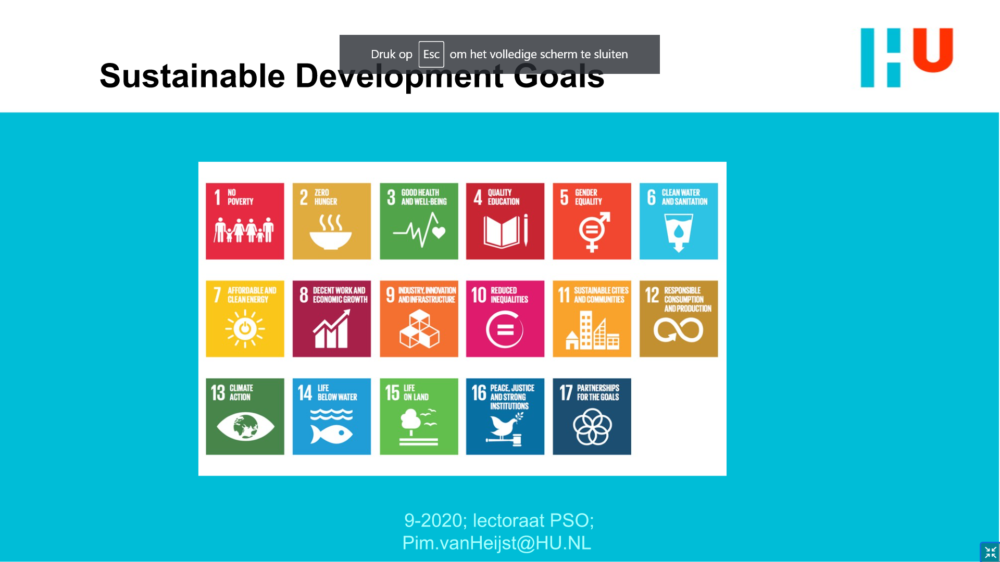 Druk op Esc om het volledige scherm te sluiten
HU
Sustainable Development Goals
1 NO
POVERTY
2 ZERO
HUNGER
3 GOOD HEALTH
AND WELL-BEING
4 QUALITY
EDUCATION
5 GENDER
EQUALITY
6 CLEAN WATER
AND SANITATION
7 AFFORDABLE AND
CLEAN ENERGY
8 DECENT WORK AND
ECONOMIC GROWTH
9 INDUSTRY, INNOVATION
AND INFRASTRUCTURE
10 REDUCED
INEQUALITIES
11 SUSTAINABLE CITIES
AND COMMUNITIES
12 RESPONSIBLE
CONSUMPTION
AND PRODUCTION
13 CLIMATE
ACTION
14 LIFE
BELOW WATER
15 LIFE
ON LAND
16 PEACE, JUSTICE
AND STRONG
INSTITUTIONS
17 PARTNERSHIPS
FOR THE GOALS
9-2020; lectoraat PSO;
Pim.vanHeijst@HU.NL